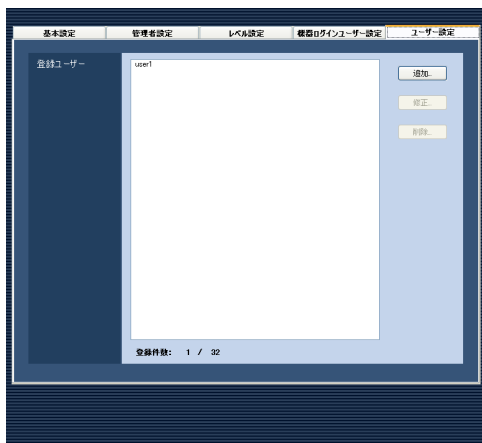 基本設定 管理者設定 レベル設定 機器ログインユーザー設定 ユーザー設定
登録ユーザー
user1
追加...
修正...
削除...
登録件数: 1 / 32